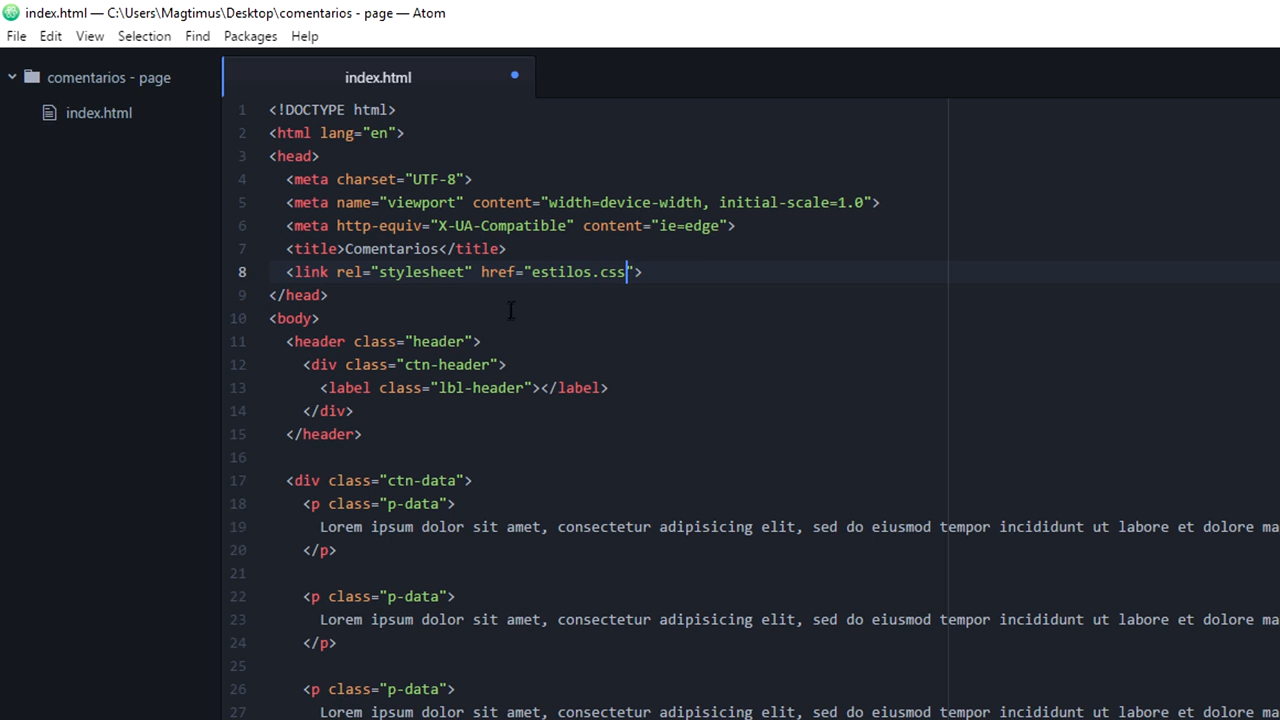 index.html — C:\Users\Magtimus\Desktop\comentarios - page — Atom
File Edit View Selection Find Packages Help
comentarios - page
index.html
index.html
1 <!DOCTYPE html>
2 <html lang="en">
3 <head>
4 <meta charset="UTF-8">
5 <meta name="viewport" content="width=device-width, initial-scale=1.0">
6 <meta http-equiv="X-UA-Compatible" content="ie=edge">
7 <title>Comentarios</title>
8 <link rel="stylesheet" href="estilos.css">
9 </head>
10 <body>
11 <header class="header">
12 <div class="ctn-header">
13 <label class="lbl-header"></label>
14 </div>
15 </header>
16
17 <div class="ctn-data">
18 <p class="p-data">
19 Lorem ipsum dolor sit amet, consectetur adipisicing elit, sed do eiusmod tempor incididunt ut labore et dolore ma
20 </p>
21
22 <p class="p-data">
23 Lorem ipsum dolor sit amet, consectetur adipisicing elit, sed do eiusmod tempor incididunt ut labore et dolore ma
24 </p>
25
26 <p class="p-data">
27 Lorem ipsum dolor sit amet, consectetur adipisicing elit, sed do eiusmod tempor incididunt ut labore et dolore ma